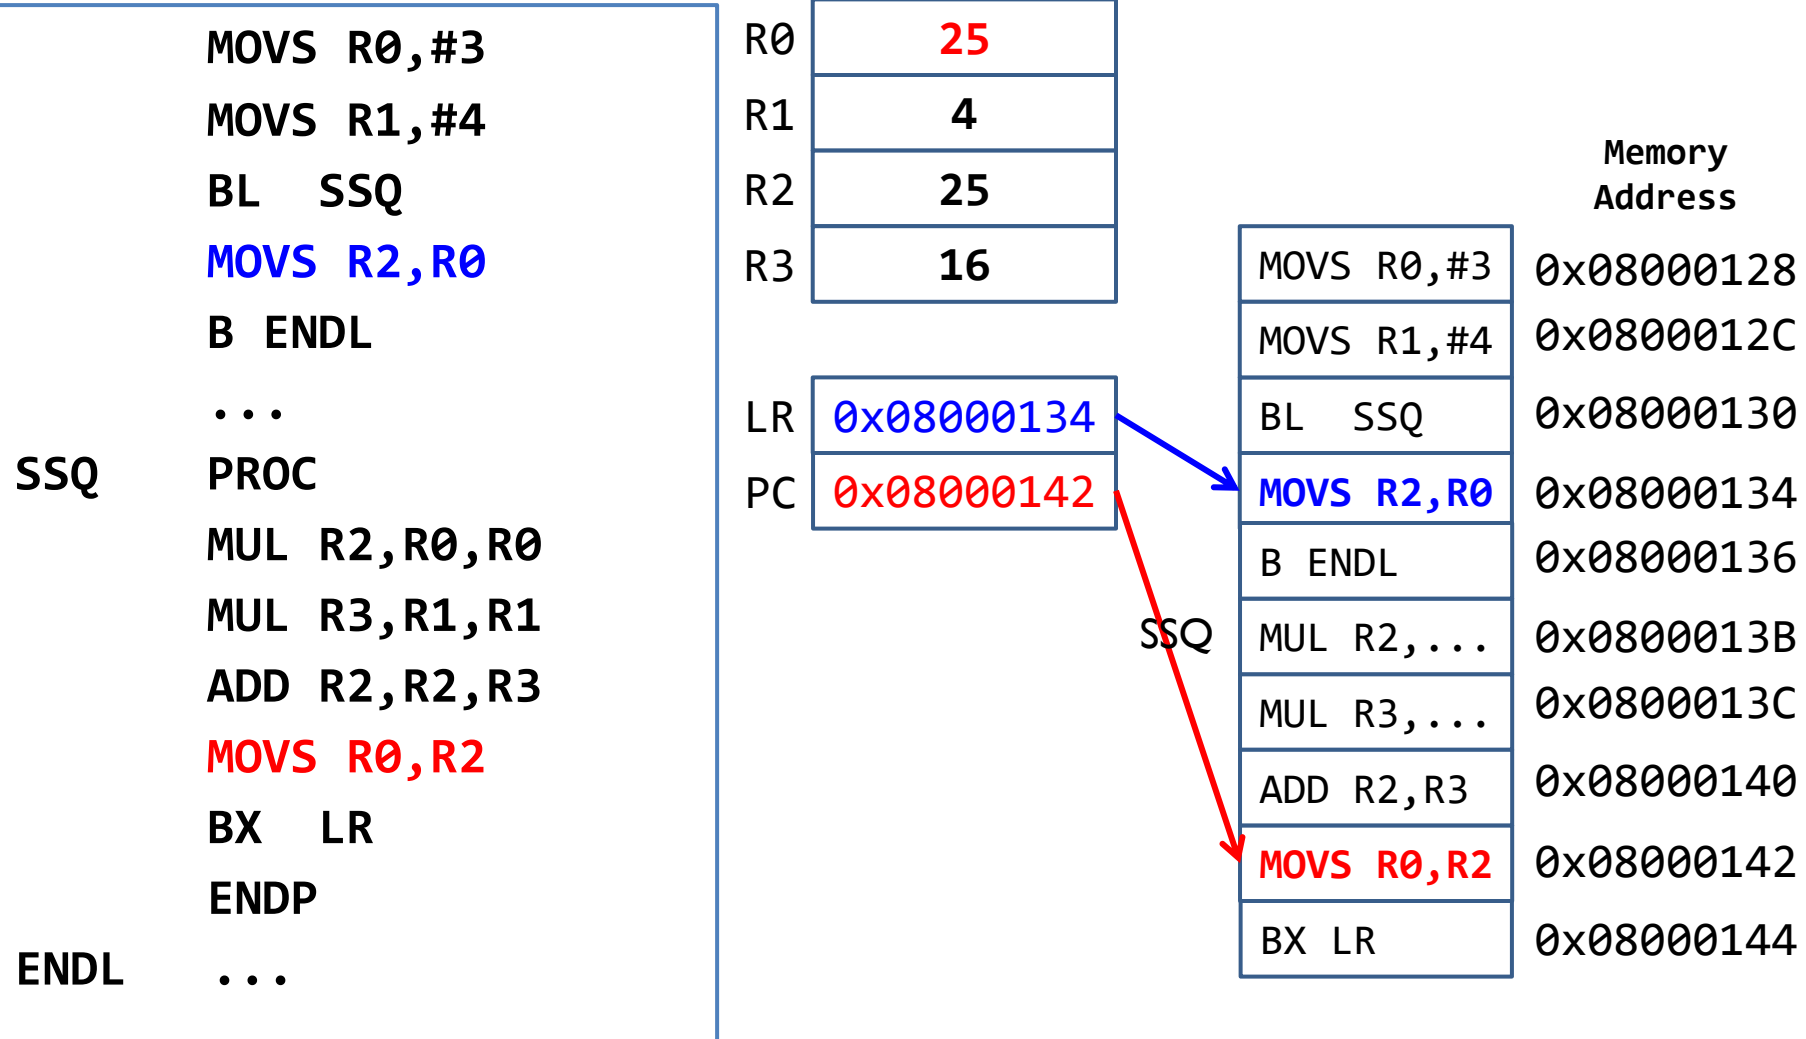 MOVS R0,#3
MOVS R1,#4
BL  SSQ
MOVS R2,R0
B ENDL
...
SSQ PROC
MUL R2,R0,R0
MUL R3,R1,R1
ADD R2,R2,R3
MOVS R0,R2
BX  LR
ENDP
ENDL ...
R0 25
R1 4
R2 25
R3 16
LR 0x08000134
PC 0x08000142
Memory
Address
MOVS R0,#3 0x08000128
MOVS R1,#4 0x0800012C
BL  SSQ 0x08000130
MOVS R2,R0 0x08000134
B ENDL 0x08000136
SSQ MUL R2,... 0x0800013B
MUL R3,... 0x0800013C
ADD R2,R3 0x08000140
MOVS R0,R2 0x08000142
BX LR 0x08000144